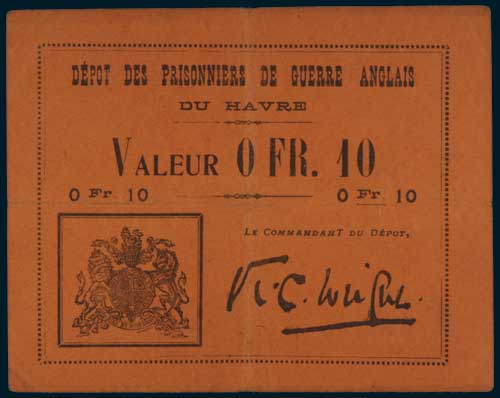 DÉPOT DES PRISONNIERS DE GUERRE ANGLAIS
DU HAVRE
VALEUR 0 FR. 10
0 Fr 10 0 Fr 10
LE COMMANDANT DU DÉPOT,